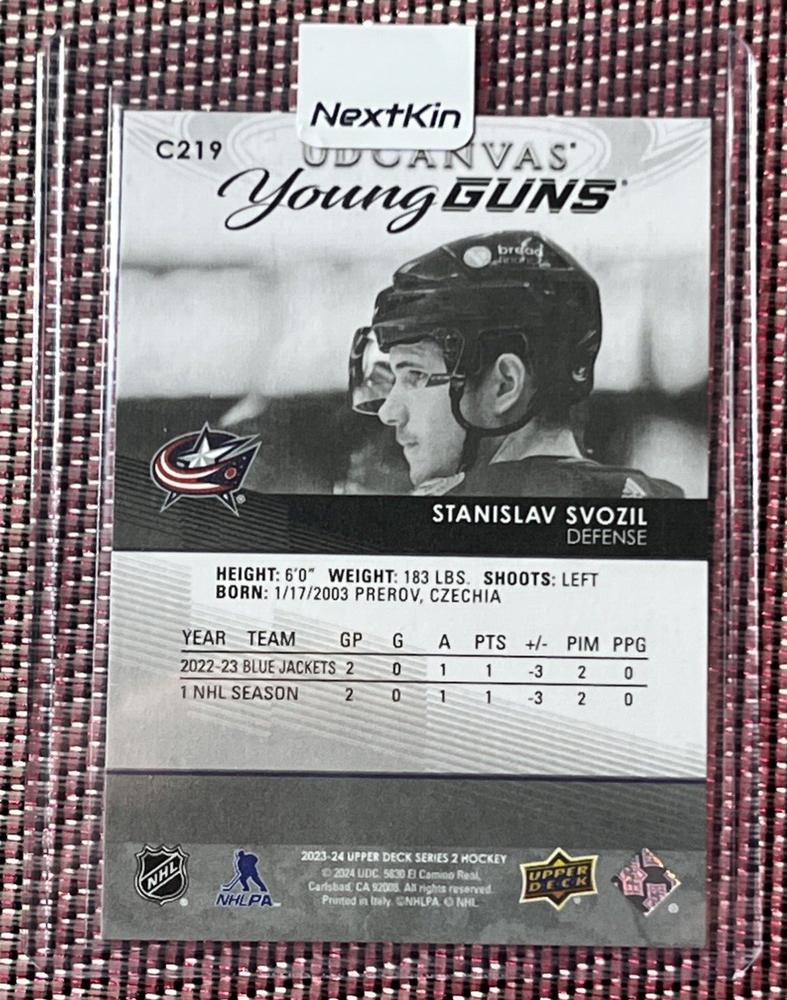 NextKin
C219
UD CANVAS
Young GUNS
bread
STANISLAV SVOZIL
DEFENSE
HEIGHT: 6'0" WEIGHT: 183 LBS. SHOOTS: LEFT
BORN: 1/17/2003 PREROV, CZECHIA
YEAR TEAM GP G A PTS +/- PIM PPG
2022-23 BLUE JACKETS 2 0 1 1 -3 2 0
1 NHL SEASON 2 0 1 1 -3 2 0
2023-24 UPPER DECK SERIES 2 HOCKEY
© 2024 UDC. 5830 El Camino Real,
Carlsbad, CA 92008. All rights reserved.
Printed in Italy. ©NHLPA. © NHL.
NHL
NHLPA
UPPER
DECK